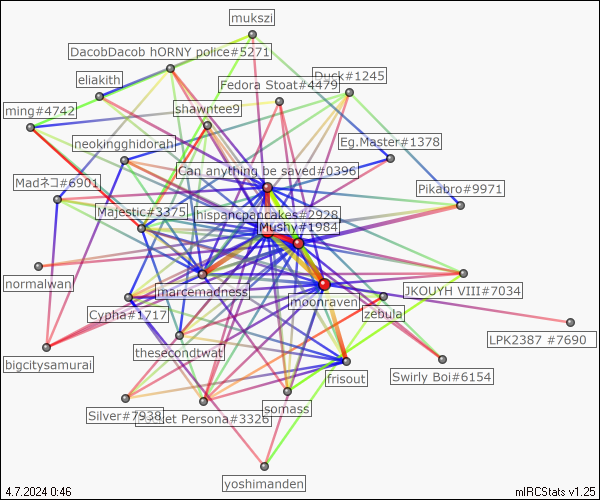 mukszi
DacobDacob hORNY police#5271
eliakith
Duck#1245
Fedora Stoat#4479
ming#4742
shawntee9
neokingghidorah
Eg.Master#1378
Can anything be saved#0396
Madネコ#6901
Pikabro#9971
Majestic#3375
hispancpancakes#2928
Mushy#1984
normalwan
marcemadness
JKOUYH VIII#7034
moonraven
Cypha#1717
zebula
LPK2387 #7690
thesecondtwat
bigcitysamurai
frisout
Swirly Boi#6154
somass
Silver#7938
Persona#3326
yoshimanden
4.7.2024 0:46
mIRCStats v1.25